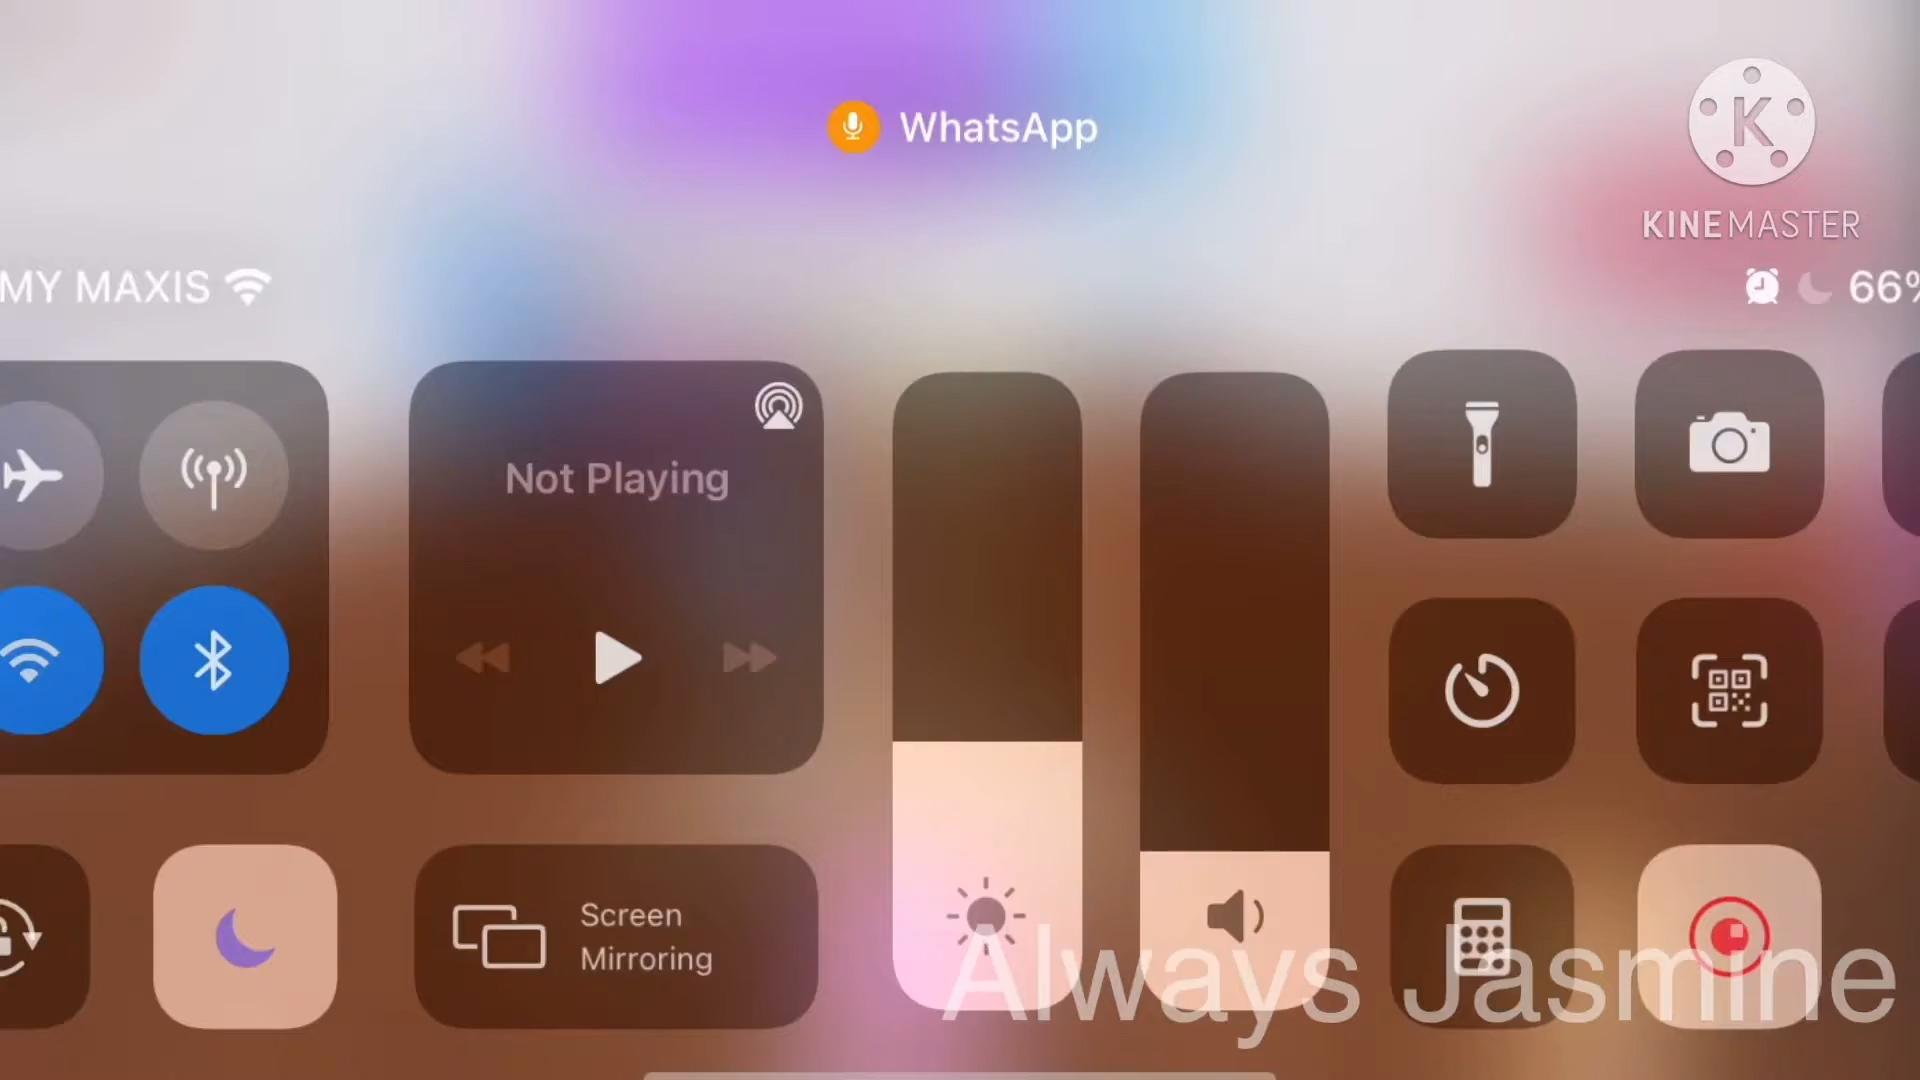 WhatsApp
K
KINEMASTER
MY MAXIS
66%
Not Playing
Screen
Mirroring
Always Jasmine